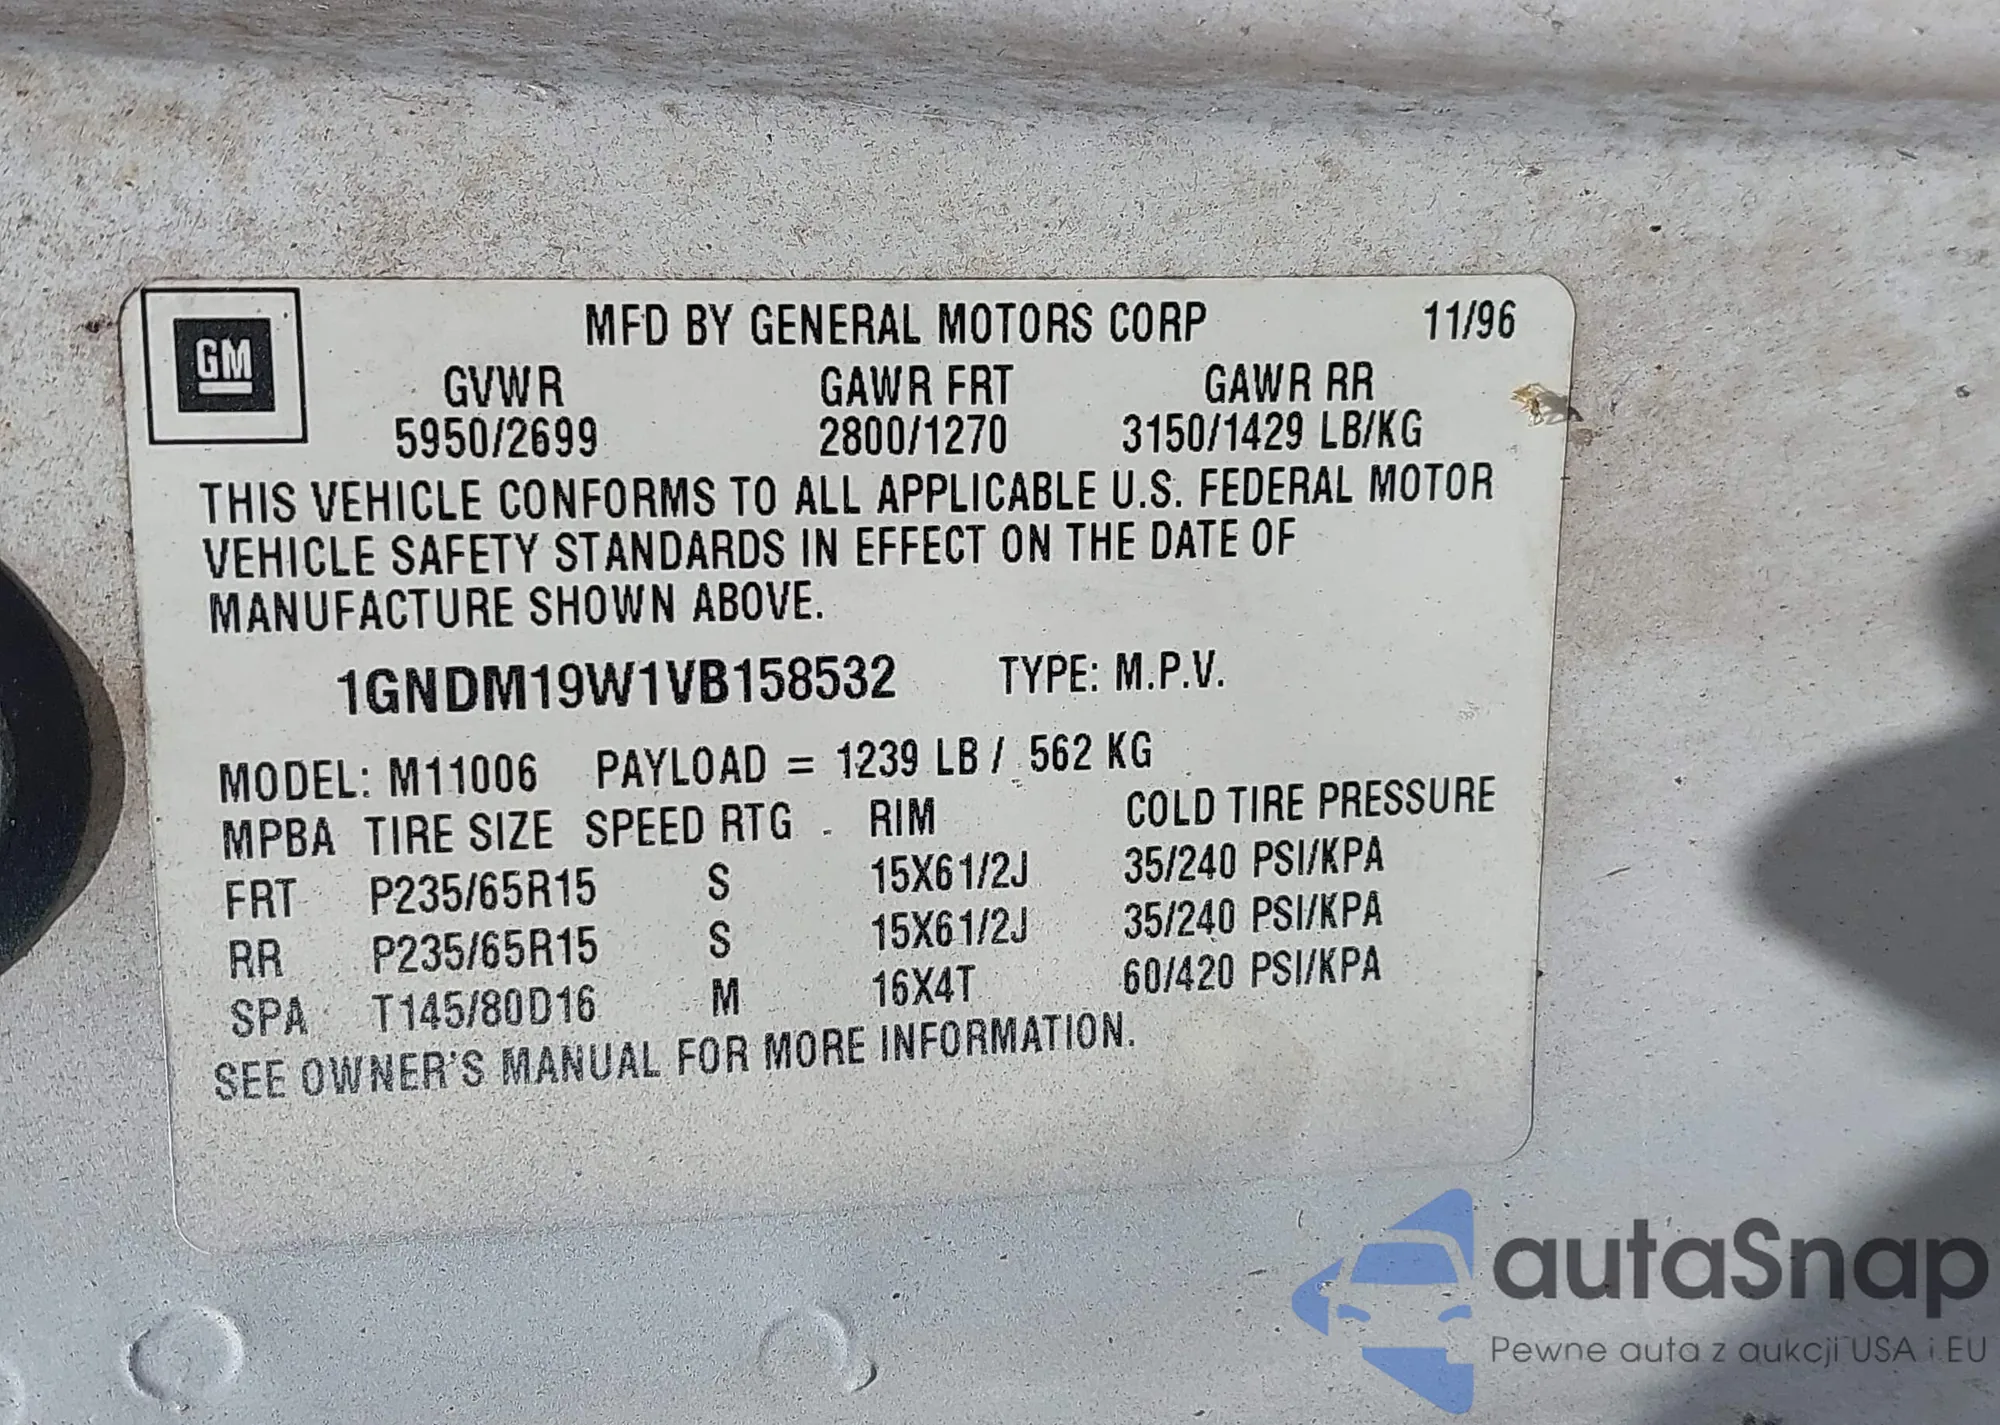 GM
MFD BY GENERAL MOTORS CORP 11/96
GVWR GAWR FRT GAWR RR
5950/2699 2800/1270 3150/1429 LB/KG
THIS VEHICLE CONFORMS TO ALL APPLICABLE U.S. FEDERAL MOTOR
VEHICLE SAFETY STANDARDS IN EFFECT ON THE DATE OF
MANUFACTURE SHOWN ABOVE.
1GNDM19W1VB158532 TYPE: M.P.V.
MODEL: M11006 PAYLOAD = 1239 LB / 562 KG
MPBA TIRE SIZE SPEED RTG RIM COLD TIRE PRESSURE
FRT P235/65R15 S 15X61/2J 35/240 PSI/KPA
RR P235/65R15 S 15X61/2J 35/240 PSI/KPA
SPA T145/80D16 M 16X4T 60/420 PSI/KPA
SEE OWNER'S MANUAL FOR MORE INFORMATION.
autaSnap
Pewne auta z aukcji USA i EU